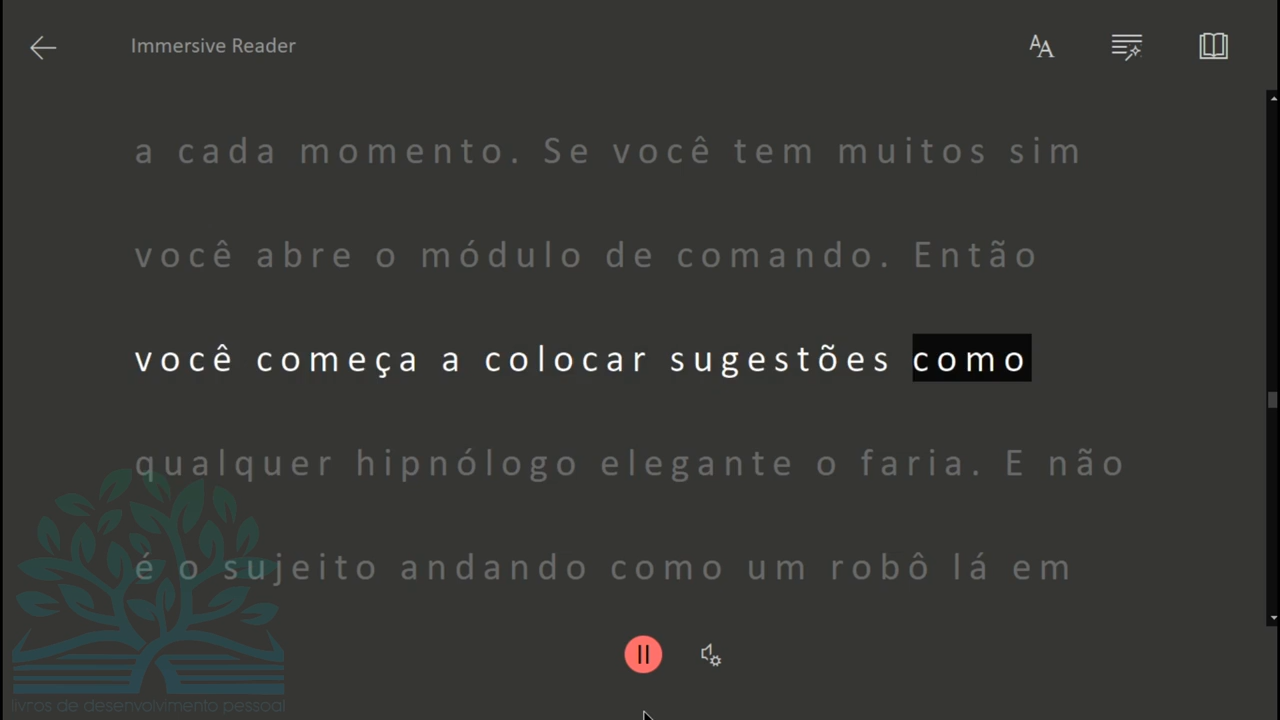 Immersive Reader
a cada momento. Se você tem muitos sim
você abre o módulo de comando. Então
você começa a colocar sugestões como
qualquer hipnólogo elegante o faria. E não
é o sujeito andando como um robô lá em
livros de desenvolvimento pessoal